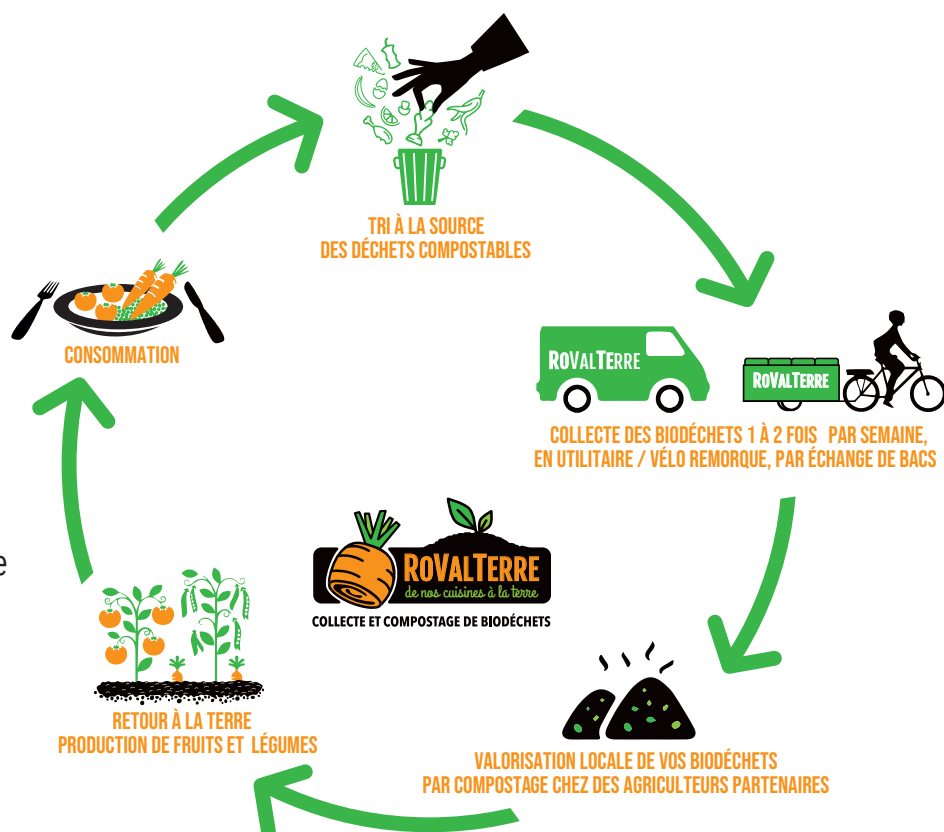 TRI À LA SOURCE
DES DÉCHETS COMPOSTABLES
ROVALTERRE
ROVALTERRE
COLLECTE DES BIODÉCHETS 1 À 2 FOIS PAR SEMAINE,
EN UTILITAIRE / VÉLO REMORQUE, PAR ÉCHANGE DE BACS
CONSOMMATION
ROVALTERRE
de nos cuisines à la terre
COLLECTE ET COMPOSTAGE DE BIODÉCHETS
e
VALORISATION LOCALE DE VOS BIODÉCHETS
PAR COMPOSTAGE CHEZ DES AGRICULTEURS PARTENAIRES
RETOUR À LA TERRE
PRODUCTION DE FRUITS ET LÉGUMES